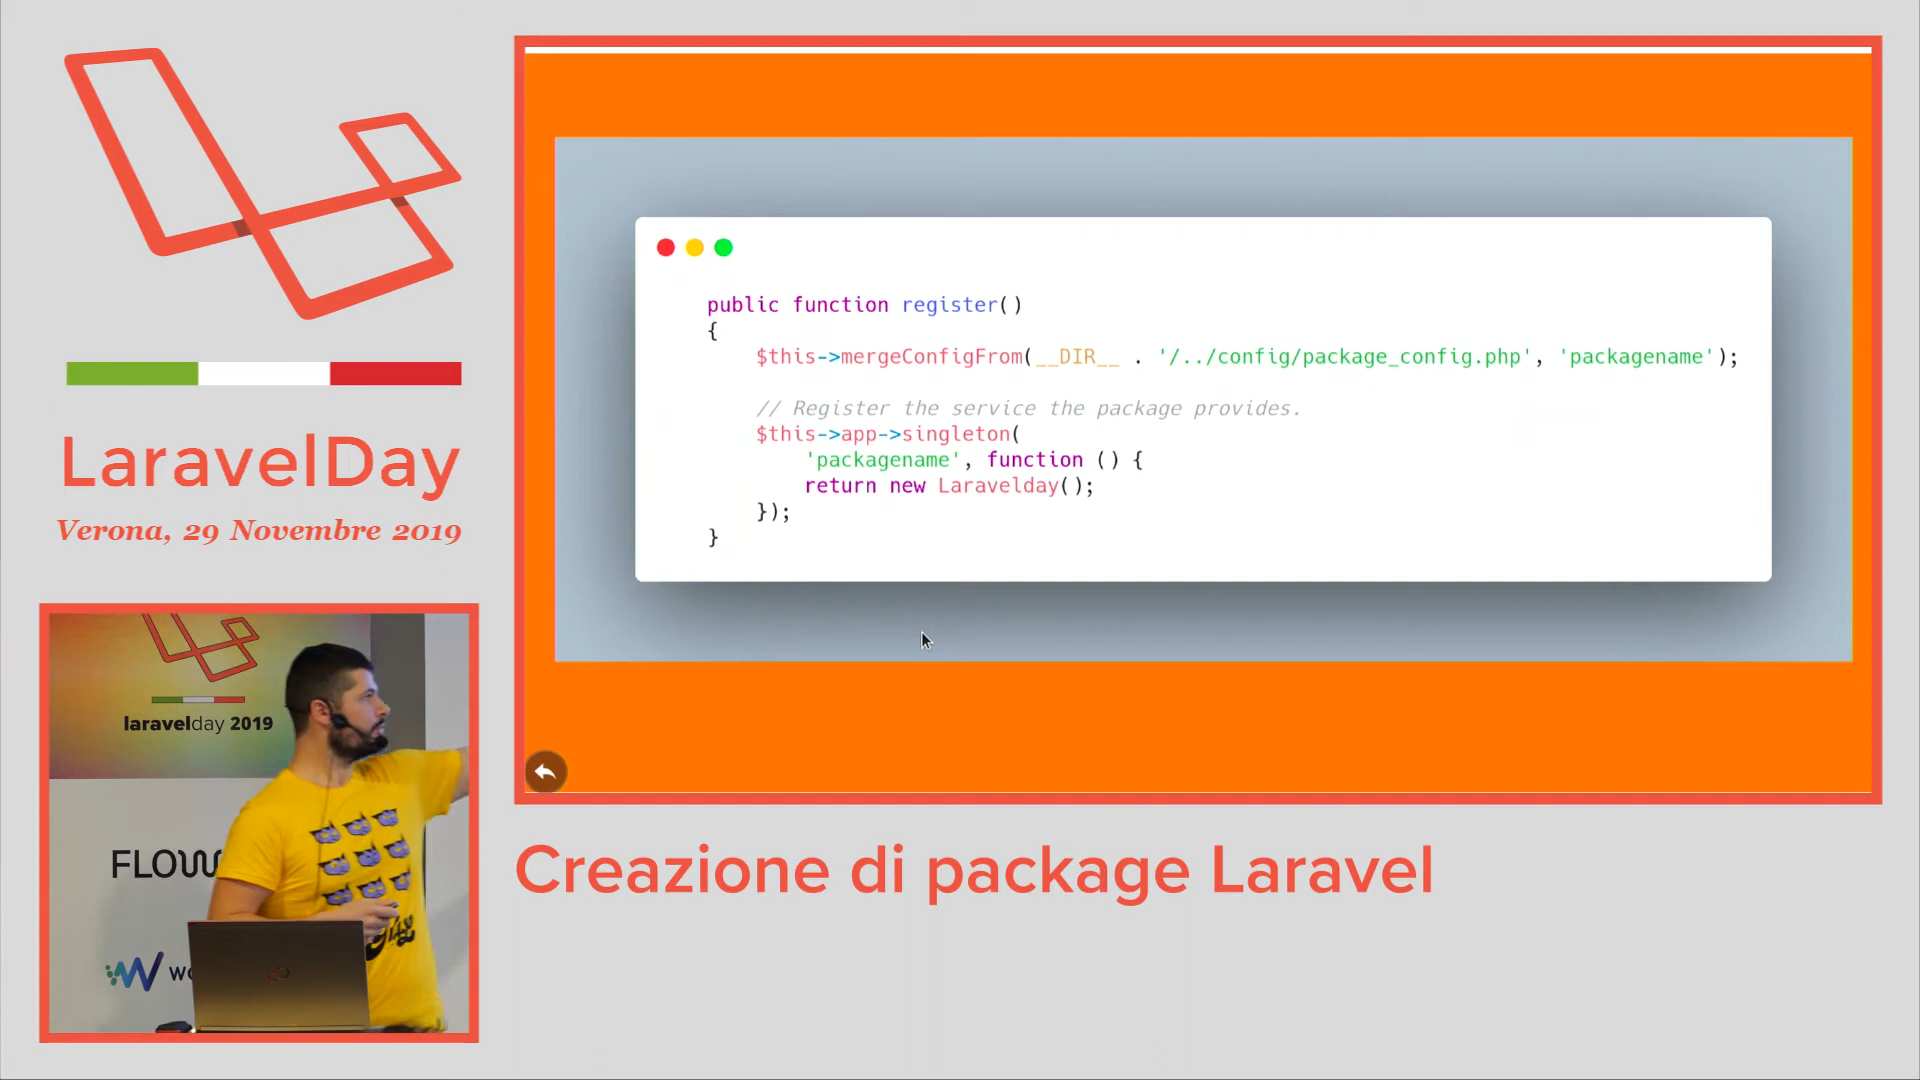 LaravelDay
Verona, 29 Novembre 2019
public function register()
{
    $this->mergeConfigFrom(__DIR__ . '/../config/package_config.php', 'packagename');
    // Register the service the package provides.
    $this->app->singleton(
        'packagename', function () {
        return new Laravelday();
    });
}
laravelday 2019
FLOW
Creazione di package Laravel